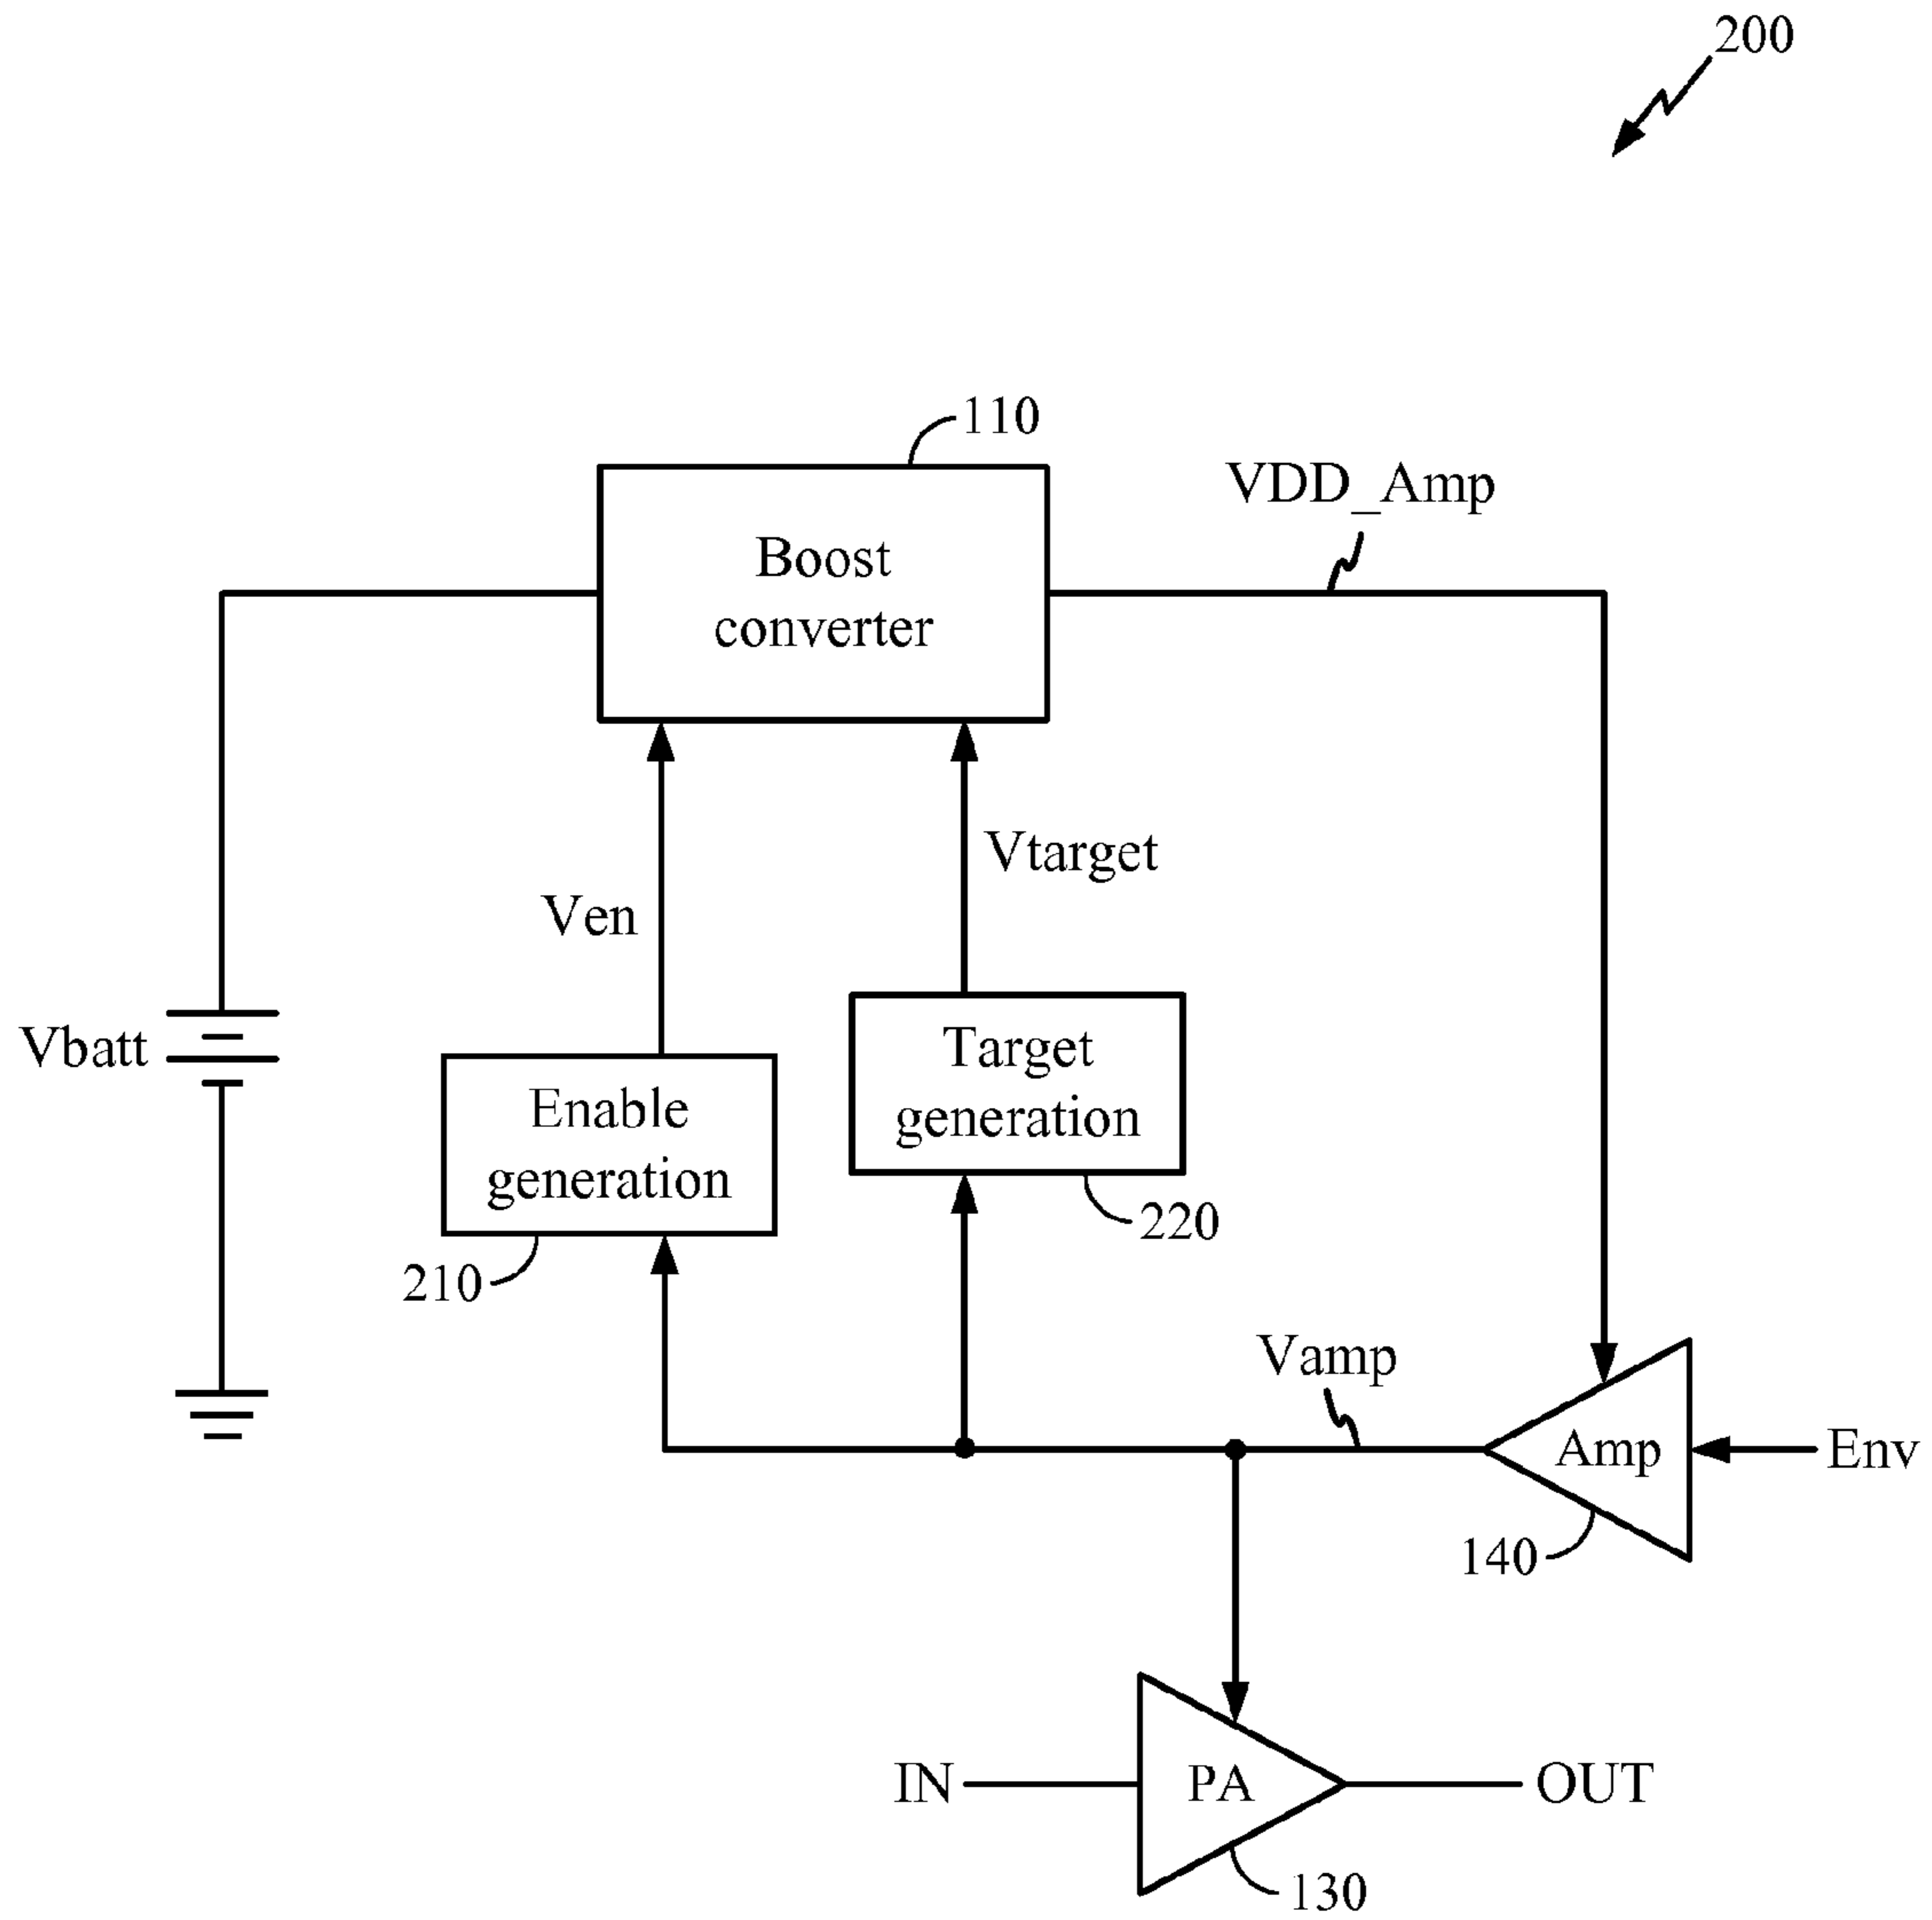 200
110
VDD_Amp
Boost
converter
Vtarget
Ven
Vbatt
Target
generation
Enable
generation
220
210
Vamp
Amp
Env
140
IN
PA
OUT
130